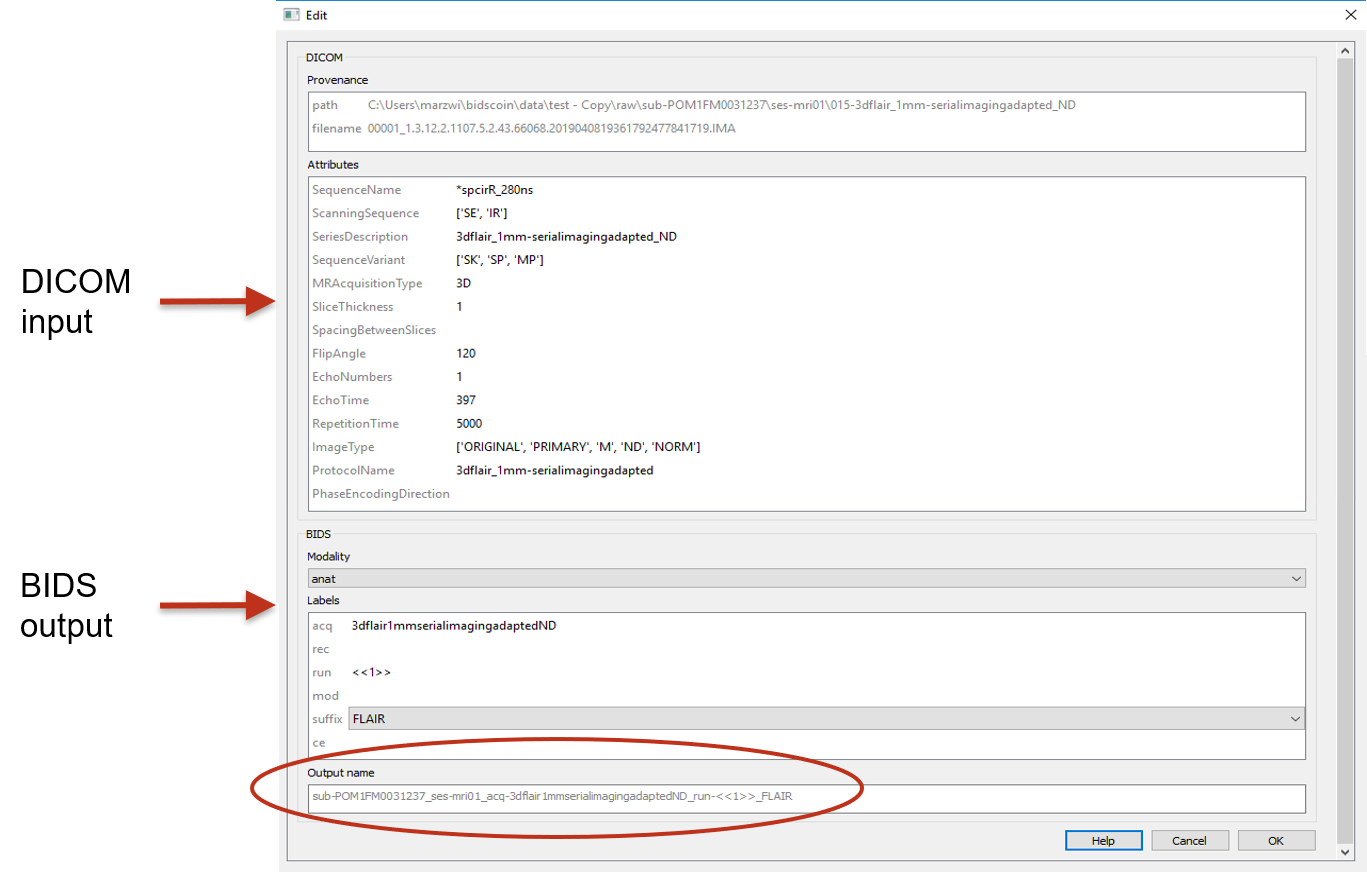 Edit
DICOM
Provenance
path C:\Users\marzwi\bidscoin\data\test - Copy\raw\sub-POM1FM0031237\ses-mri01\015-3dflair_1mm-serialimagingadapted_ND
filename 00001_1.3.12.2.1107.5.2.43.66068.2019040819361792477841719.IMA
Attributes
SequenceName *spcirR_280ns
ScanningSequence ['SE', 'IR']
SeriesDescription 3dflair_1mm-serialimagingadapted_ND
SequenceVariant ['SK', 'SP', 'MP']
MRAcquisitionType 3D
SliceThickness 1
SpacingBetweenSlices
FlipAngle 120
EchoNumbers 1
EchoTime 397
RepetitionTime 5000
ImageType ['ORIGINAL', 'PRIMARY', 'M', 'ND', 'NORM']
ProtocolName 3dflair_1mm-serialimagingadapted
PhaseEncodingDirection
DICOM
input
BIDS
Modality
anat
Labels
acq 3dflair1mmserialimagingadaptedND
rec
run <<1>>
mod
suffix FLAIR
ce
BIDS
output
Output name
sub-POM1FM0031237_ses-mri01_acq-3dflair1mmserialimagingadaptedND_run-<<1>>_FLAIR
Help Cancel OK